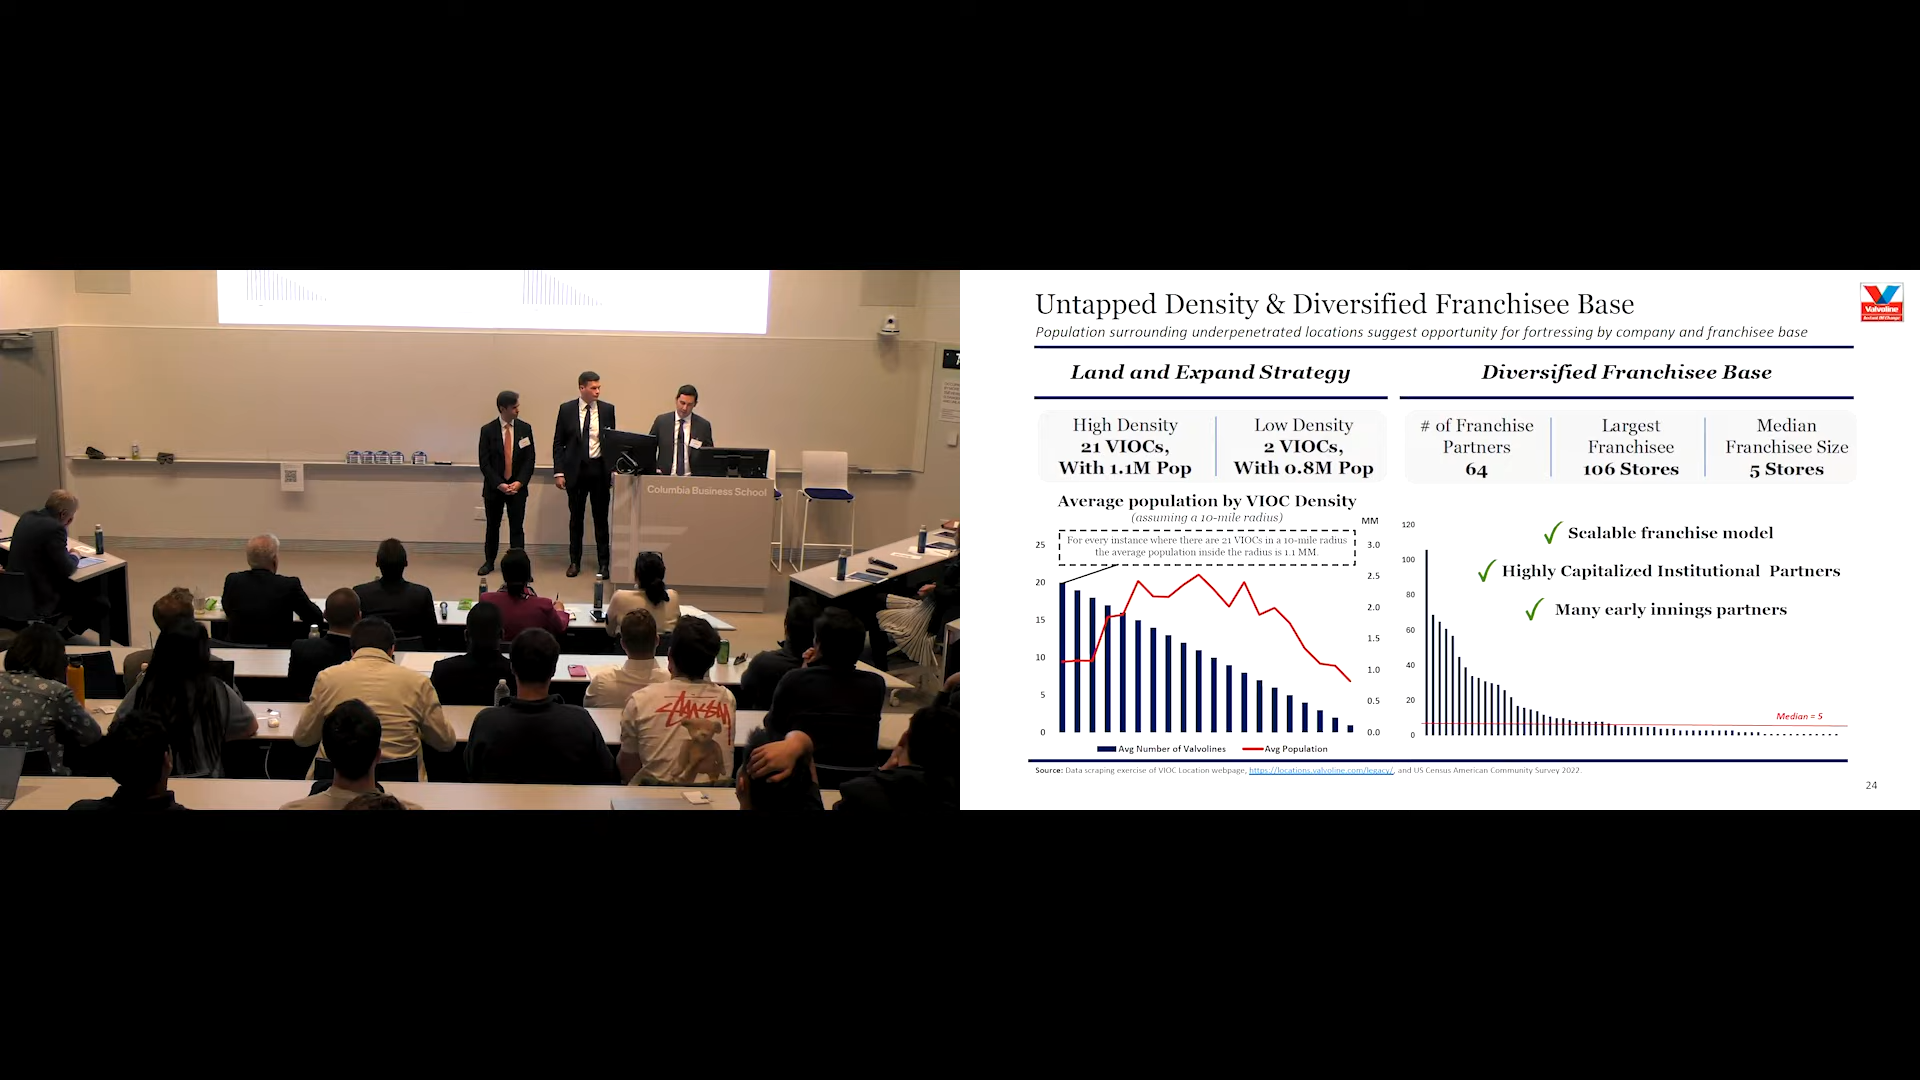 Columbia Business School
Untapped Density & Diversified Franchisee Base
Population surrounding underpenetrated locations suggest opportunity for fortressing by company and franchisee base
Valvoline
Instant Oil Change
Land and Expand Strategy
High Density
21 VIOCs,
With 1.1M Pop
Low Density
2 VIOCs,
With 0.8M Pop
Average population by VIOC Density
(assuming a 10-mile radius)
MM
For every instance where there are 21 VIOCs in a 10-mile radius
the average population inside the radius is 1.1 MM.
25
20
15
10
5
0
3.0
2.5
2.0
1.5
1.0
0.5
0.0
Avg Number of Valvolines
Avg Population
Diversified Franchisee Base
# of Franchise
Partners
64
Largest
Franchisee
106 Stores
Median
Franchisee Size
5 Stores
120
100
80
60
40
20
0
✓ Scalable franchise model
✓ Highly Capitalized Institutional Partners
✓ Many early innings partners
Median = 5
Source: Data scraping exercise of VIOC Location webpage, https://locations.valvoline.com/legacy/, and US Census American Community Survey 2022.
24